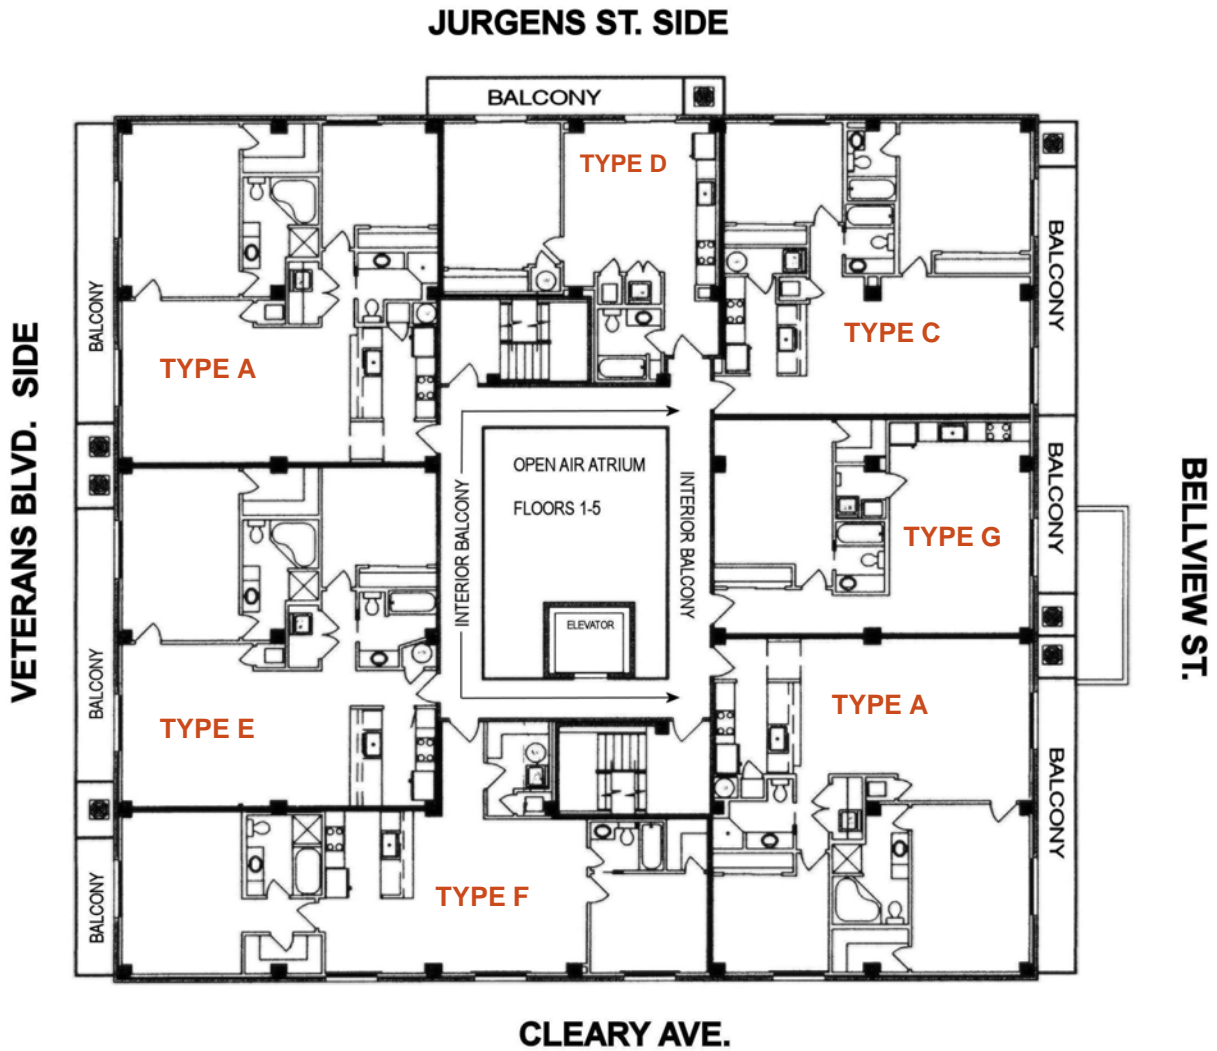 JURGENS ST. SIDE
BALCONY
TYPE D
BALCONY
BALCONY
TYPE C
TYPE A
VETERANS BLVD. SIDE
OPEN AIR ATRIUM
FLOORS 1-5
INTERIOR BALCONY
INTERIOR BALCONY
BALCONY
TYPE G
BELLVIEW ST.
ELEVATOR
BALCONY
TYPE E
TYPE A
BALCONY
BALCONY
TYPE F
CLEARY AVE.